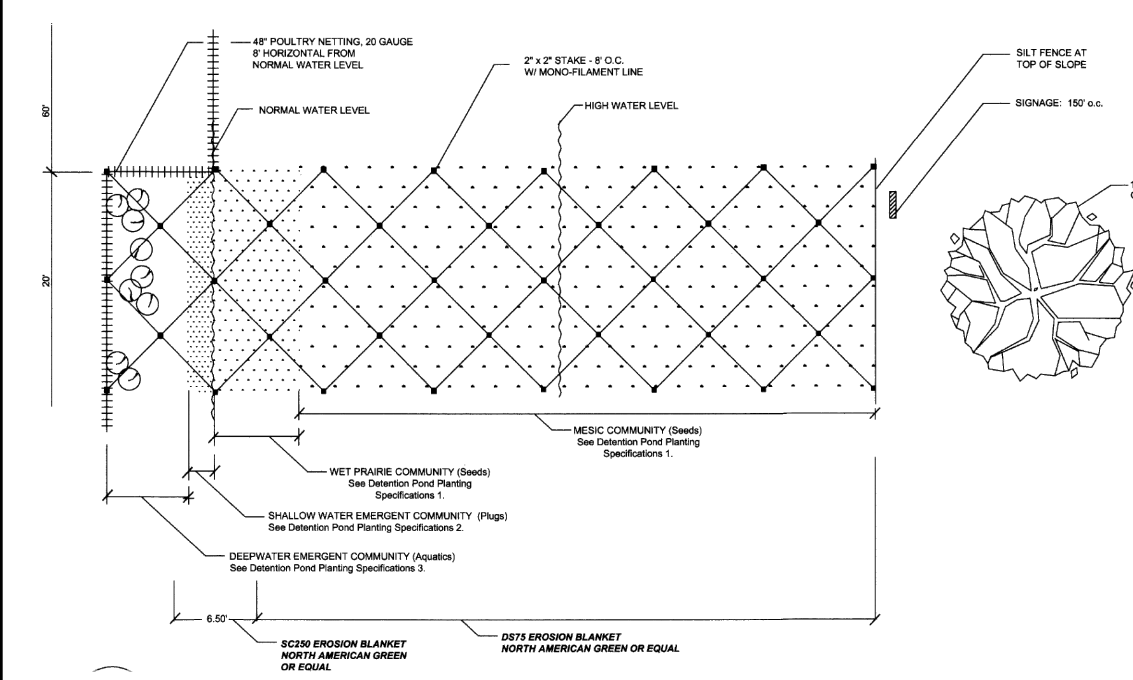 48" POULTRY NETTING, 20 GAUGE
8' HORIZONTAL FROM
NORMAL WATER LEVEL
2" x 2" STAKE - 8' O.C.
W/ MONO-FILAMENT LINE
SILT FENCE AT
TOP OF SLOPE
NORMAL WATER LEVEL
HIGH WATER LEVEL
SIGNAGE: 150' o.c.
60'
20'
MESIC COMMUNITY (Seeds)
See Detention Pond Planting
Specifications 1.
WET PRAIRIE COMMUNITY (Seeds)
See Detention Pond Planting
Specifications 1.
SHALLOW WATER EMERGENT COMMUNITY (Plugs)
See Detention Pond Planting Specifications 2.
DEEPWATER EMERGENT COMMUNITY (Aquatics)
See Detention Pond Planting Specifications 3.
6.50'
SC250 EROSION BLANKET
NORTH AMERICAN GREEN
OR EQUAL
DS75 EROSION BLANKET
NORTH AMERICAN GREEN OR EQUAL